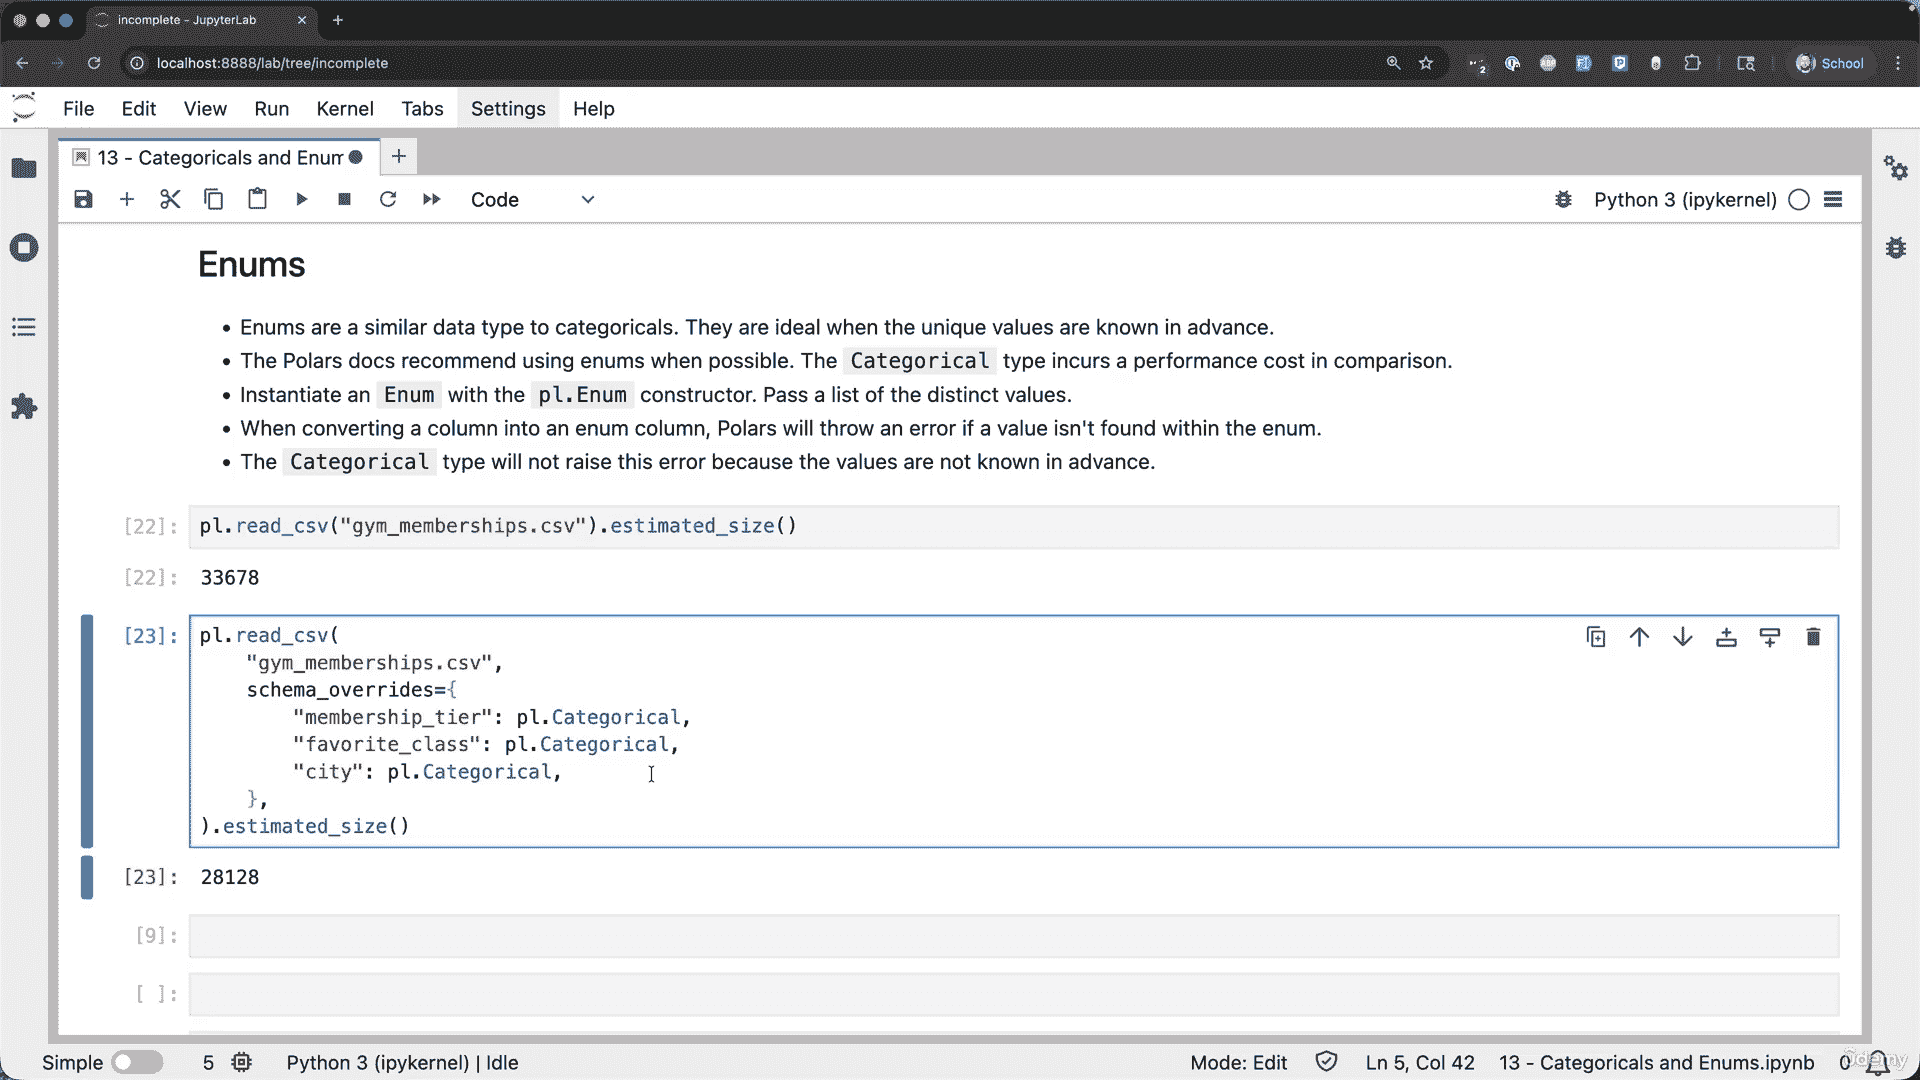 incomplete - JupyterLab
localhost:8888/lab/tree/incomplete
2
School
File Edit View Run Kernel Tabs Settings Help
13 - Categoricals and Enum
Code
Python 3 (ipykernel)
Enums
• Enums are a similar data type to categoricals. They are ideal when the unique values are known in advance.
• The Polars docs recommend using enums when possible. The Categorical type incurs a performance cost in comparison.
• Instantiate an Enum with the pl.Enum constructor. Pass a list of the distinct values.
• When converting a column into an enum column, Polars will throw an error if a value isn't found within the enum.
• The Categorical type will not raise this error because the values are not known in advance.
[22]: pl.read_csv("gym_memberships.csv").estimated_size()
[22]: 33678
[23]: pl.read_csv(
"gym_memberships.csv",
schema_overrides={
"membership_tier": pl.Categorical,
"favorite_class": pl.Categorical,
"city": pl.Categorical,
},
).estimated_size()
[23]: 28128
[9]:
[ ]:
Simple 5 Python 3 (ipykernel) | Idle Mode: Edit Ln 5, Col 42 13 - Categoricals and Enums.ipynb 0
Udemy